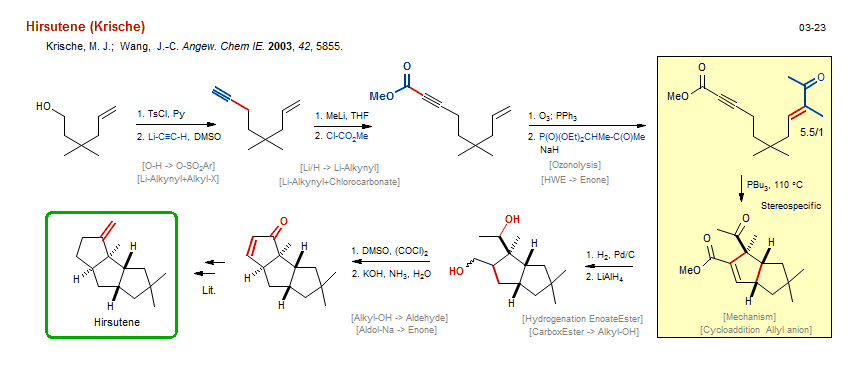 Hirsutene (Krische)
03-23
Krische, M. J.; Wang, J.-C. Angew. Chem IE. 2003, 42, 5855.
HO
1. TsCl, Py
2. Li-C≡C-H, DMSO
[O-H -> O-SO2Ar]
[Li-Alkynyl+Alkyl-X]
1. MeLi, THF
2. Cl-CO2Me
[Li/H -> Li-Alkynyl]
[Li-Alkynyl+Chlorocarbonate]
O
MeO
1. O3; PPh3
2. P(O)(OEt)2CHMe-C(O)Me
NaH
[Ozonolysis]
[HWE -> Enone]
O
MeO
O
5.5/1
PBu3, 110 °C
Stereospecific
O
O
MeO
H
H
[Mechanism]
[Cycloaddition Allyl anion]
1. H2, Pd/C
2. LiAlH4
[Hydrogenation EnoateEster]
[CarboxEster -> Alkyl-OH]
OH
H
HO
H
1. DMSO, (COCl)2
2. KOH, NH3, H2O
[Alkyl-OH -> Aldehyde]
[Aldol-Na -> Enone]
O
H
H
H
Lit.
H
H
H
Hirsutene